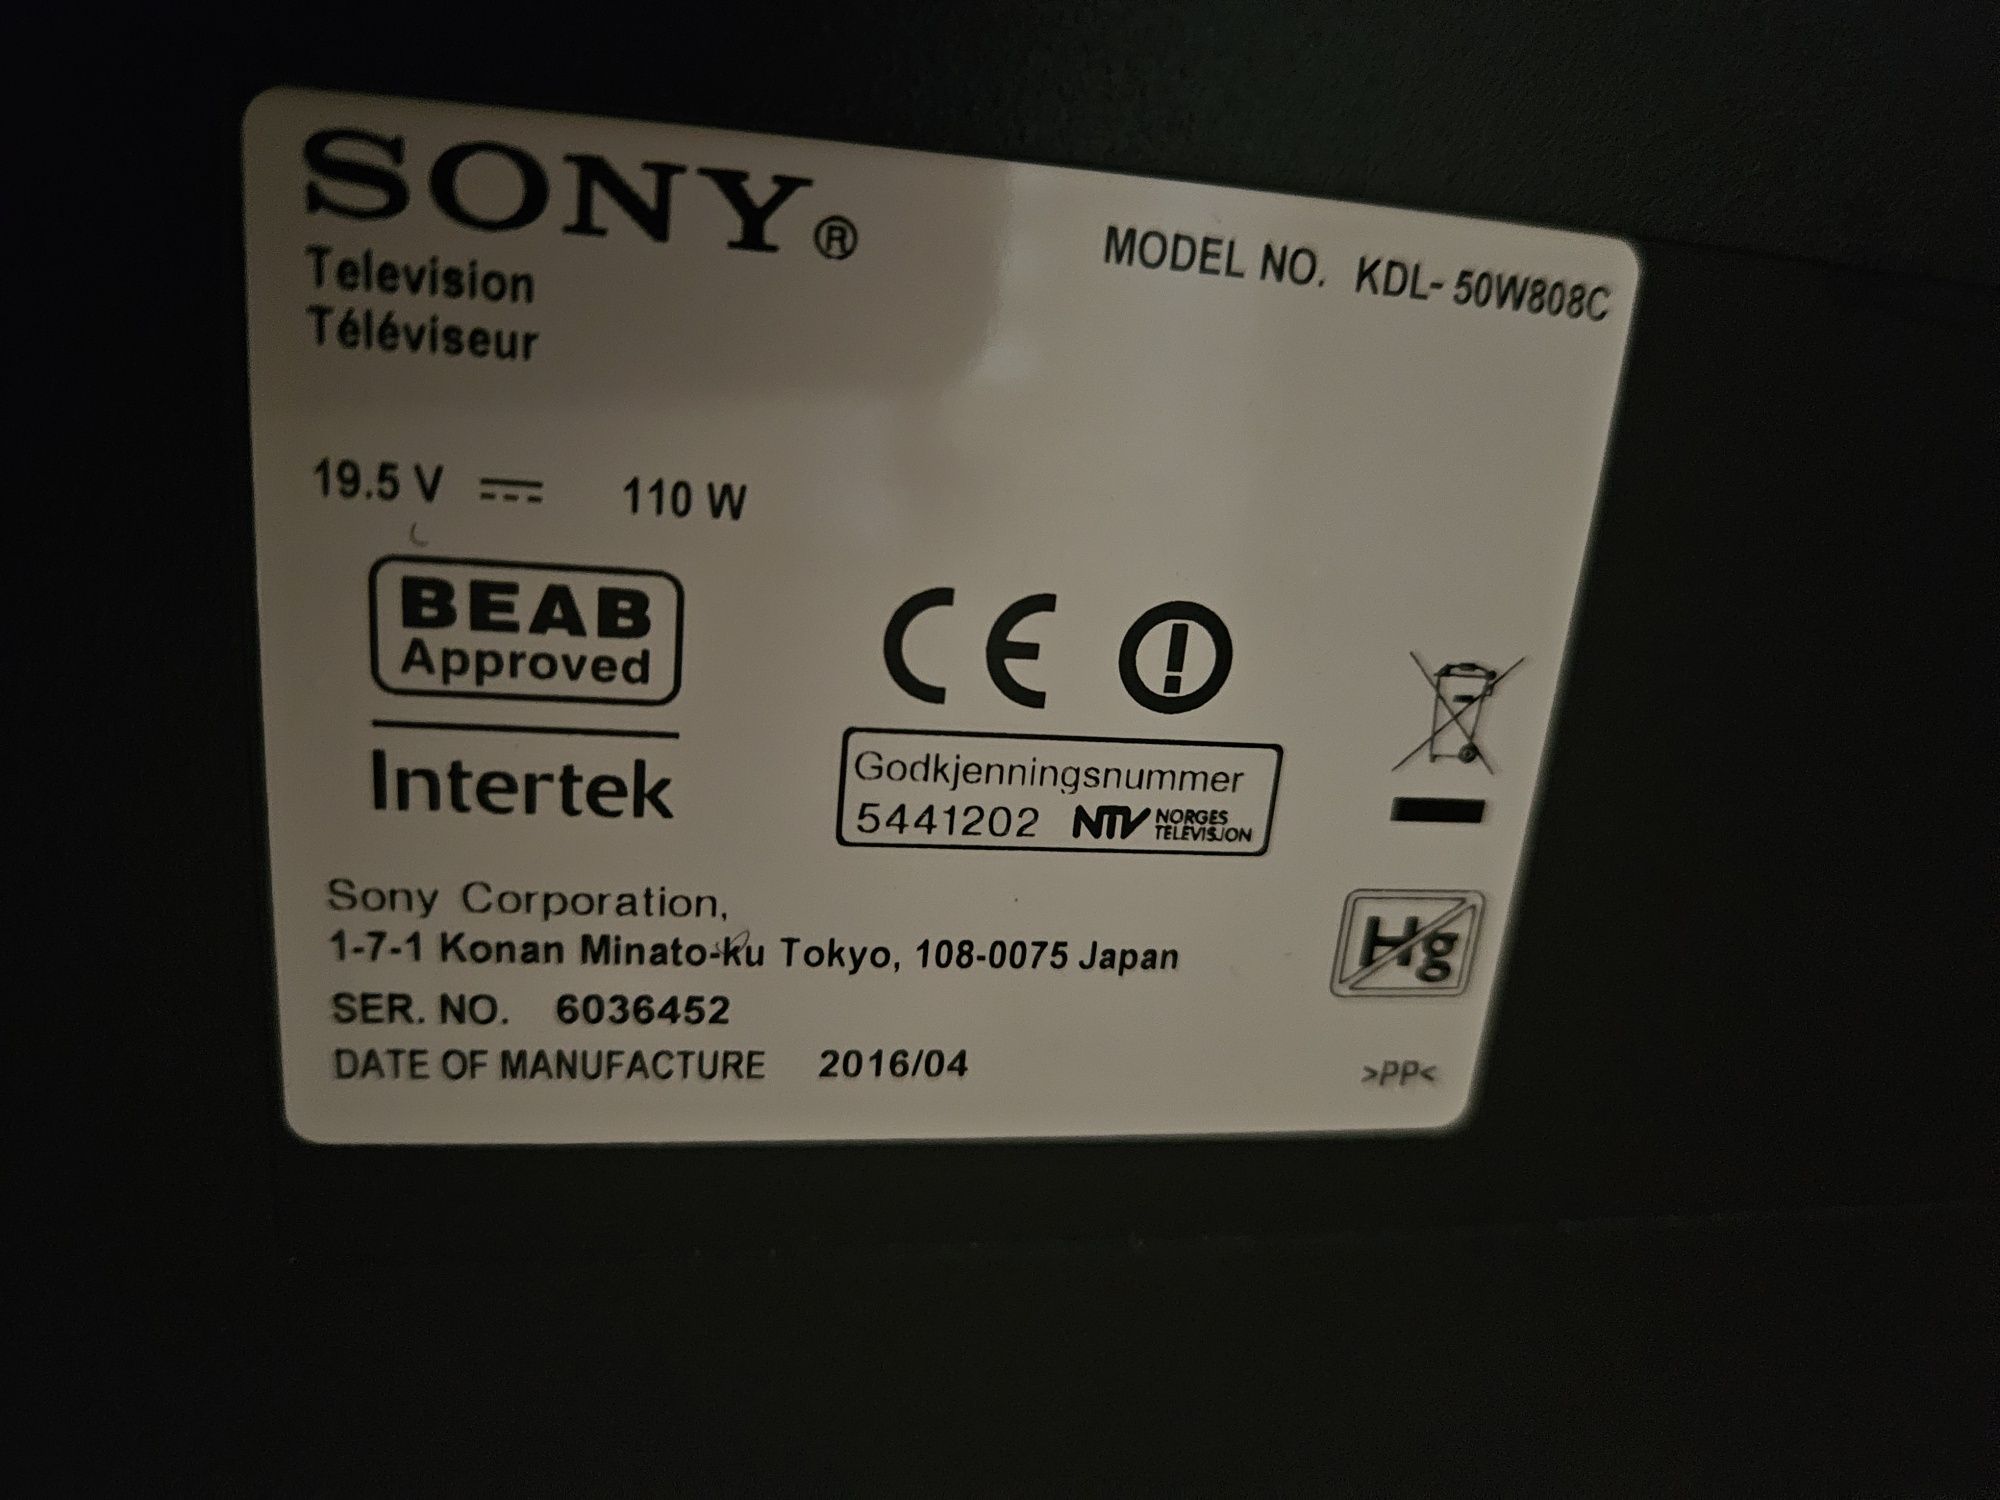 SONY®
Television
Téléviseur
MODEL NO. KDL-50W808C
19.5 V ⎓ 110 W
BEAB
Approved
Intertek
CE
Godkjenningsnummer
5441202 NTV NORGES TELEVISJON
Hg
Sony Corporation,
1-7-1 Konan Minato-ku Tokyo, 108-0075 Japan
SER. NO. 6036452
DATE OF MANUFACTURE 2016/04
>PP<